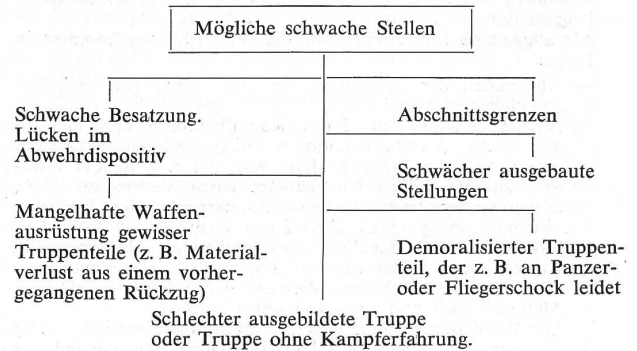 Mögliche schwache Stellen
Schwache Besatzung.
Lücken im
Abwehrdispositiv
Abschnittsgrenzen
Schwächer ausgebaute
Stellungen
Mangelhafte Waffen-
ausrüstung gewisser
Truppenteile (z. B. Material-
verlust aus einem vorher-
gegangenen Rückzug)
Demoralisierter Truppen-
teil, der z. B. an Panzer-
oder Fliegerschock leidet
Schlechter ausgebildete Truppe
oder Truppe ohne Kampferfahrung.